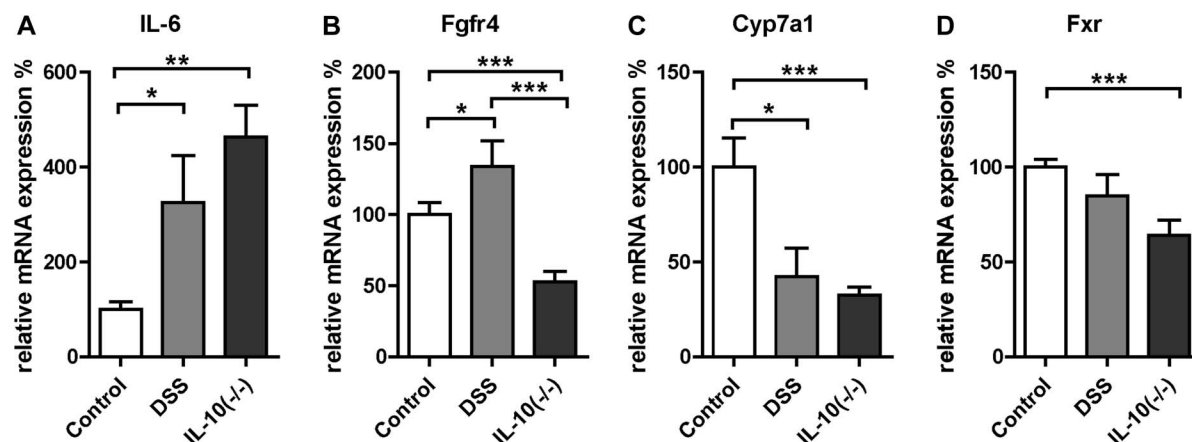 A
IL-6
relative mRNA expression %
600
400
200
0
**
*
Control
DSS
IL-10(-/-)
B
Fgfr4
relative mRNA expression %
200
150
100
50
0
***
***
*
Control
DSS
IL-10(-/-)
C
Cyp7a1
relative mRNA expression %
150
100
50
0
***
*
Control
DSS
IL-10(-/-)
D
Fxr
relative mRNA expression %
150
100
50
0
***
Control
DSS
IL-10(-/-)